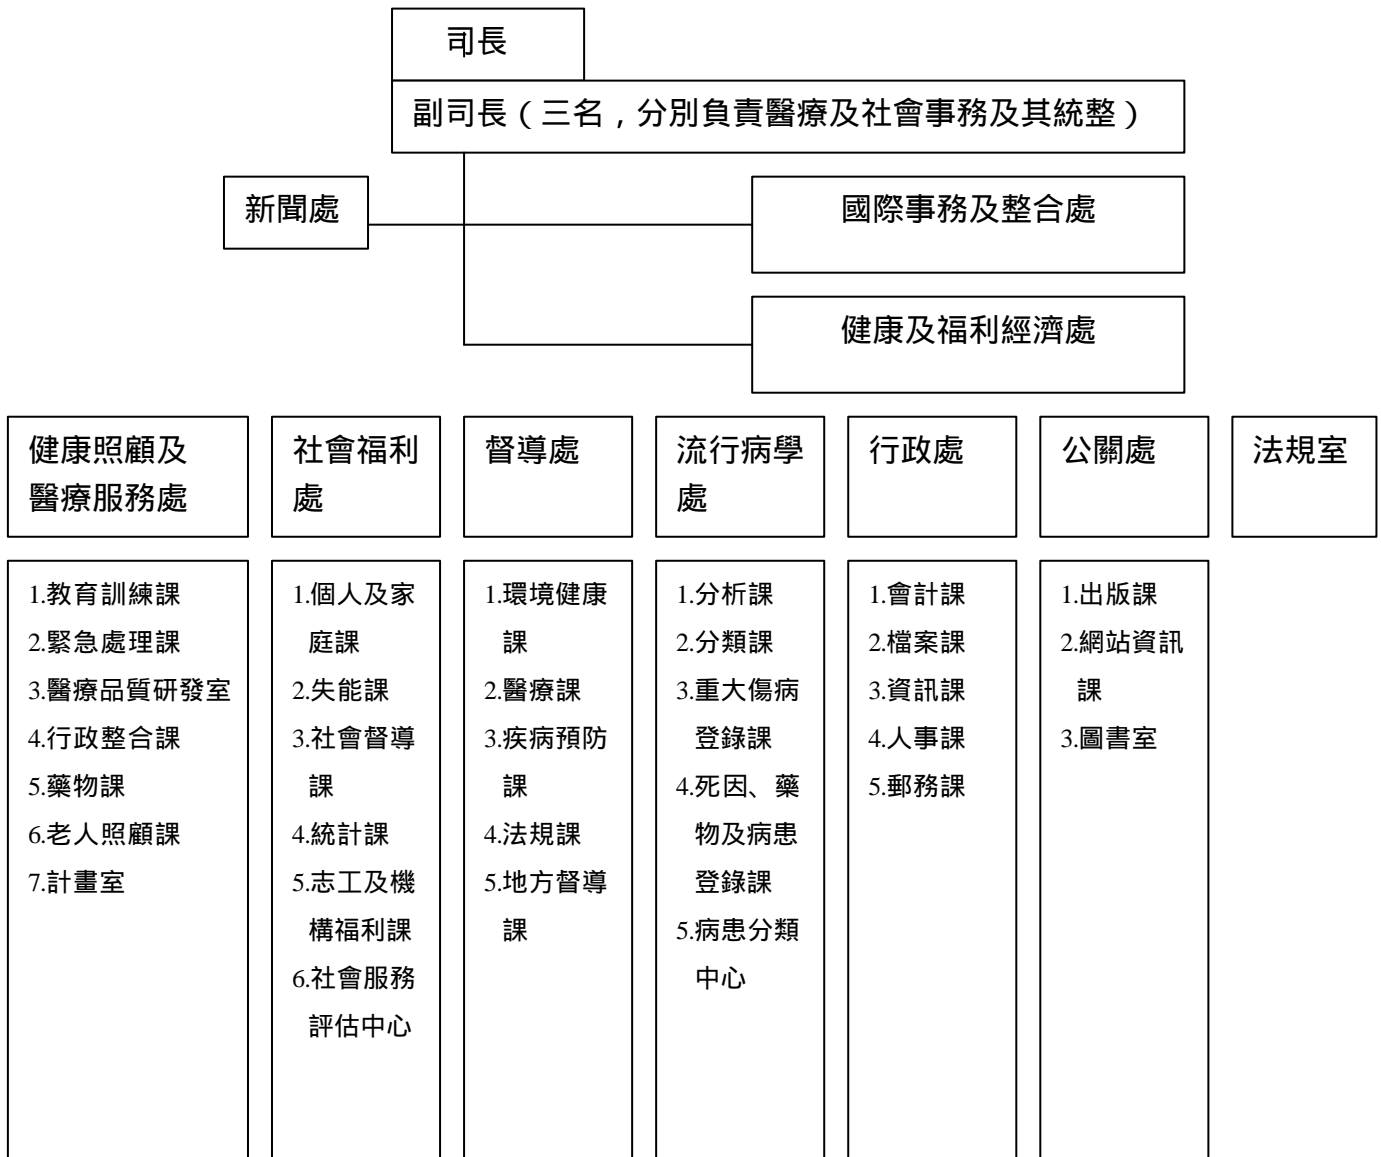 司長
副司長（三名，分別負責醫療及社會事務及其統整）
新聞處
國際事務及整合處
健康及福利經濟處
健康照顧及
醫療服務處
社會福利
處
督導處
流行病學
處
行政處
公關處
法規室
1.教育訓練課
2.緊急處理課
3.醫療品質研發室
4.行政整合課
5.藥物課
6.老人照顧課
7.計畫室
1.個人及家
庭課
2.失能課
3.社會督導
課
4.統計課
5.志工及機
構福利課
6.社會服務
評估中心
1.環境健康
課
2.醫療課
3.疾病預防
課
4.法規課
5.地方督導
課
1.分析課
2.分類課
3.重大傷病
登錄課
4.死因、藥
物及病患
登錄課
5.病患分類
中心
1.會計課
2.檔案課
3.資訊課
4.人事課
5.郵務課
1.出版課
2.網站資訊
課
3.圖書室